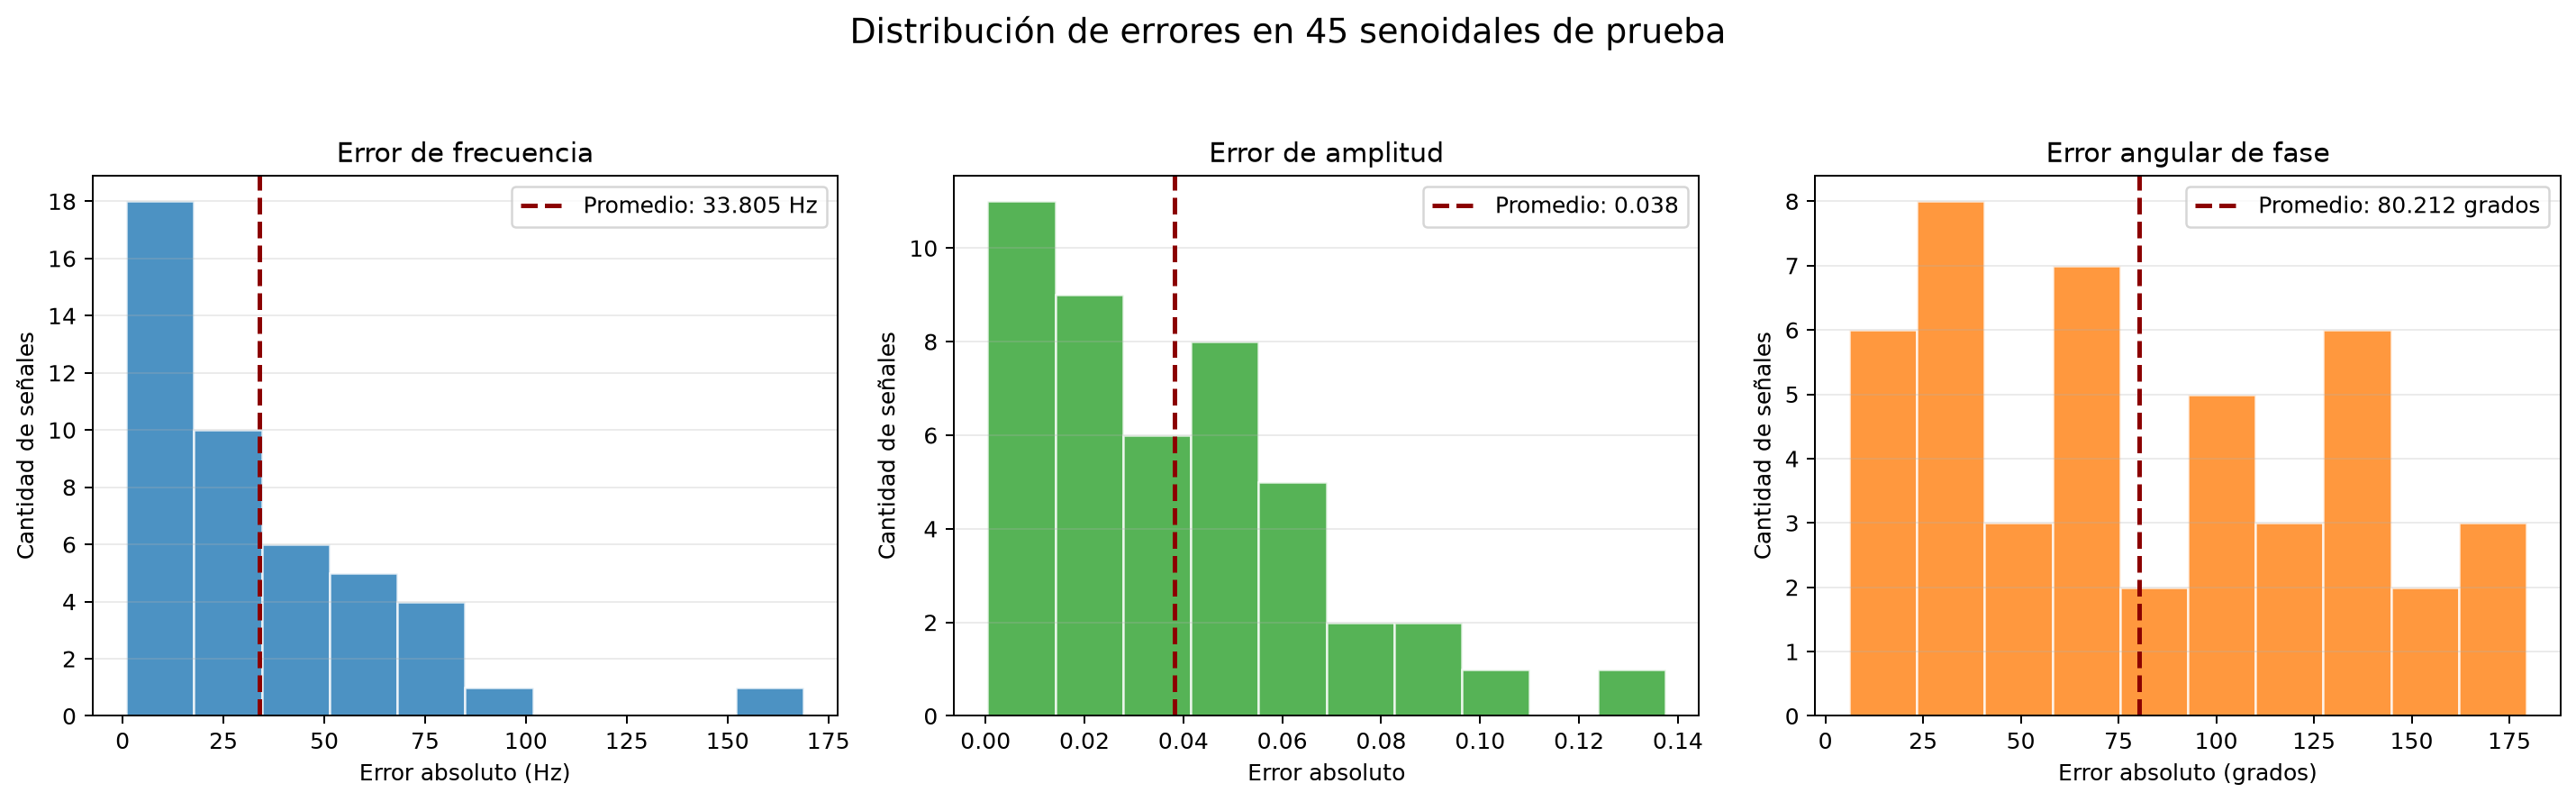 Distribución de errores en 45 senoidales de prueba
Error de frecuencia
Promedio: 33.805 Hz
Cantidad de señales
18
16
14
12
10
8
6
4
2
0
0 25 50 75 100 125 150 175
Error absoluto (Hz)
Error de amplitud
Promedio: 0.038
Cantidad de señales
10
8
6
4
2
0
0.00 0.02 0.04 0.06 0.08 0.10 0.12 0.14
Error absoluto
Error angular de fase
Promedio: 80.212 grados
Cantidad de señales
8
7
6
5
4
3
2
1
0
0 25 50 75 100 125 150 175
Error absoluto (grados)